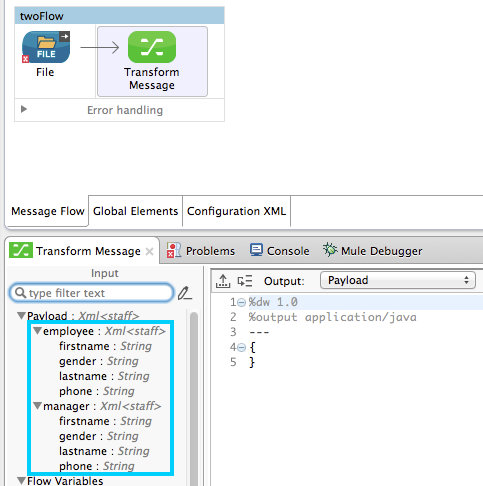 twoFlow
FILE
File
Transform
Message
Error handling
Message Flow
Global Elements
Configuration XML
Transform Message
Problems
Console
Mule Debugger
Input
type filter text
Output:
Payload
Payload : Xml<staff>
employee : Xml<staff>
firstname : String
gender : String
lastname : String
phone : String
manager : Xml<staff>
firstname : String
gender : String
lastname : String
phone : String
Flow Variables
1 %dw 1.0
2 %output application/java
3 ---
4 {
5 }